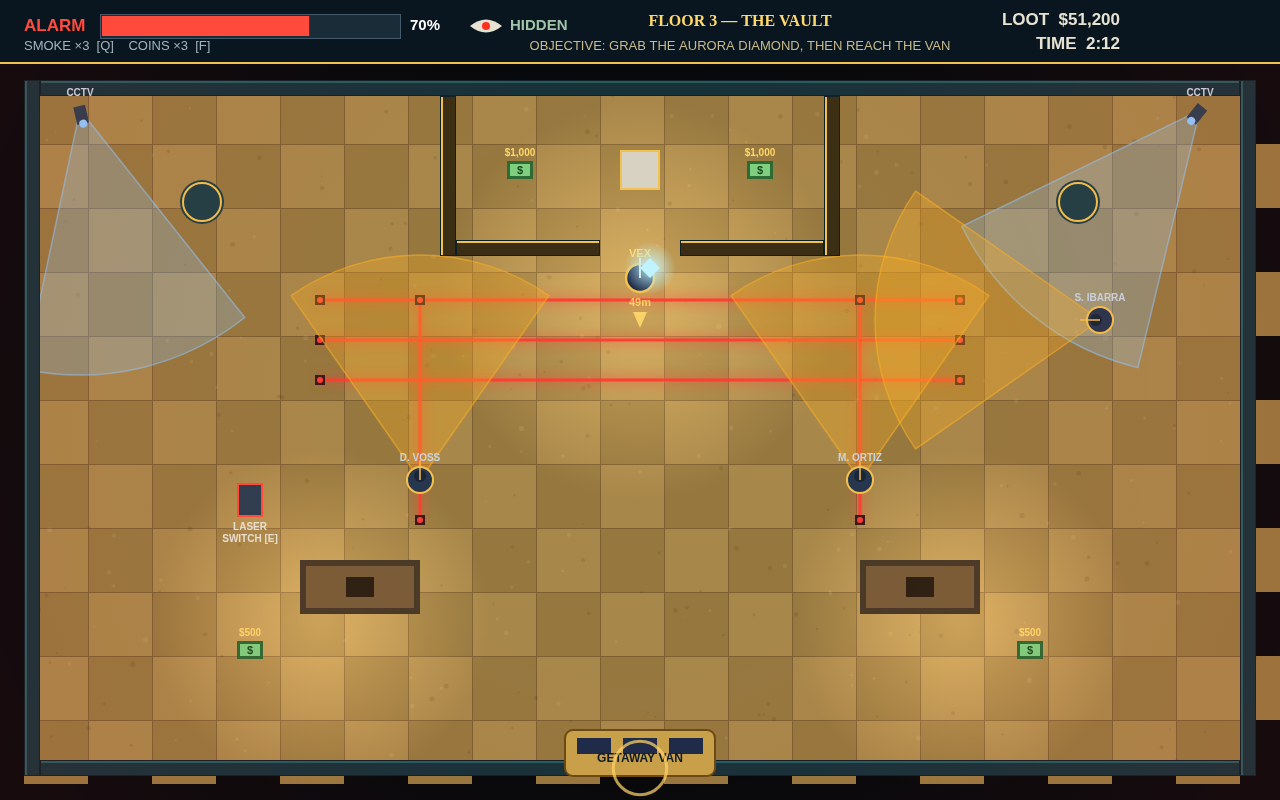 ALARM
70%
HIDDEN
FLOOR 3 — THE VAULT
LOOT $51,200
SMOKE ×3 [Q] COINS ×3 [F]
OBJECTIVE: GRAB THE AURORA DIAMOND, THEN REACH THE VAN
TIME 2:12
CCTV
CCTV
$1,000
$1,000
$
$
VEX
49m
S. IBARRA
D. VOSS
M. ORTIZ
LASER
SWITCH [E]
$500
$500
$
$
GETAWAY VAN